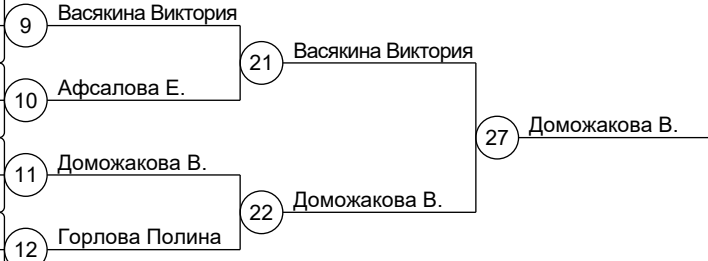 9 Васякина Виктория
21 Васякина Виктория
10 Афсалова Е.
27 Доможакова В.
11 Доможакова В.
22 Доможакова В.
12 Горлова Полина